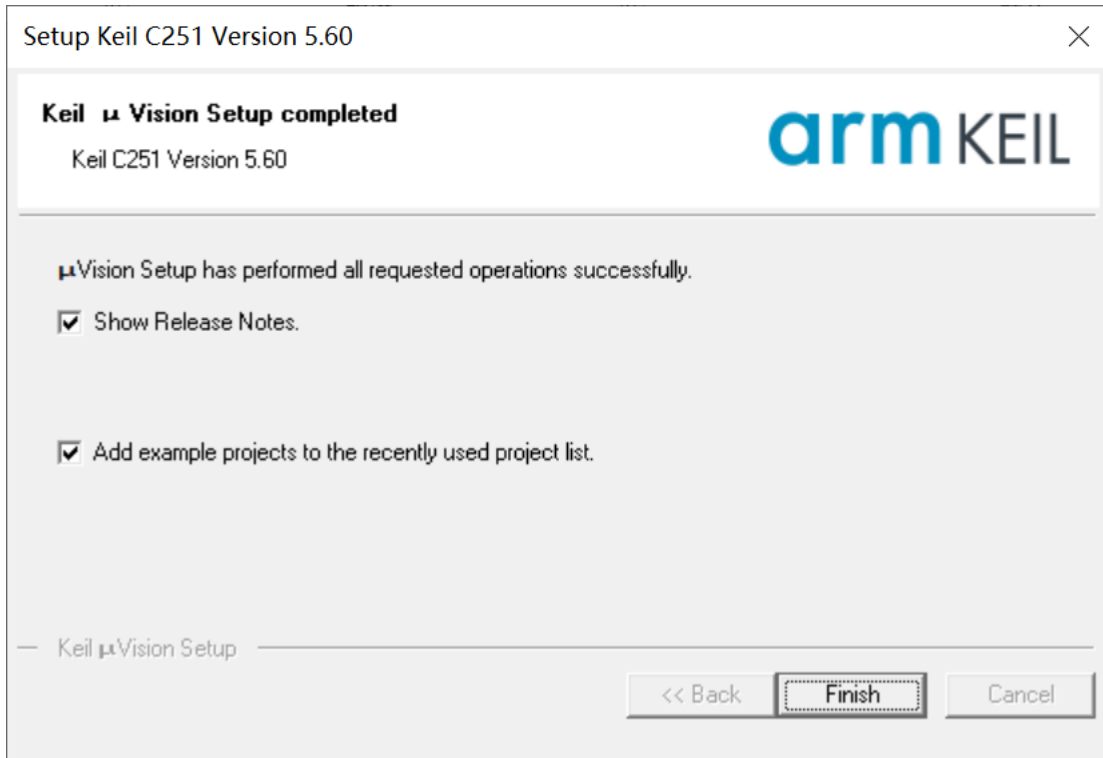 Setup Keil C251 Version 5.60
Keil μ Vision Setup completed
Keil C251 Version 5.60
arm KEIL
μVision Setup has performed all requested operations successfully.
Show Release Notes.
Add example projects to the recently used project list.
Keil μVision Setup
<< Back
Finish
Cancel